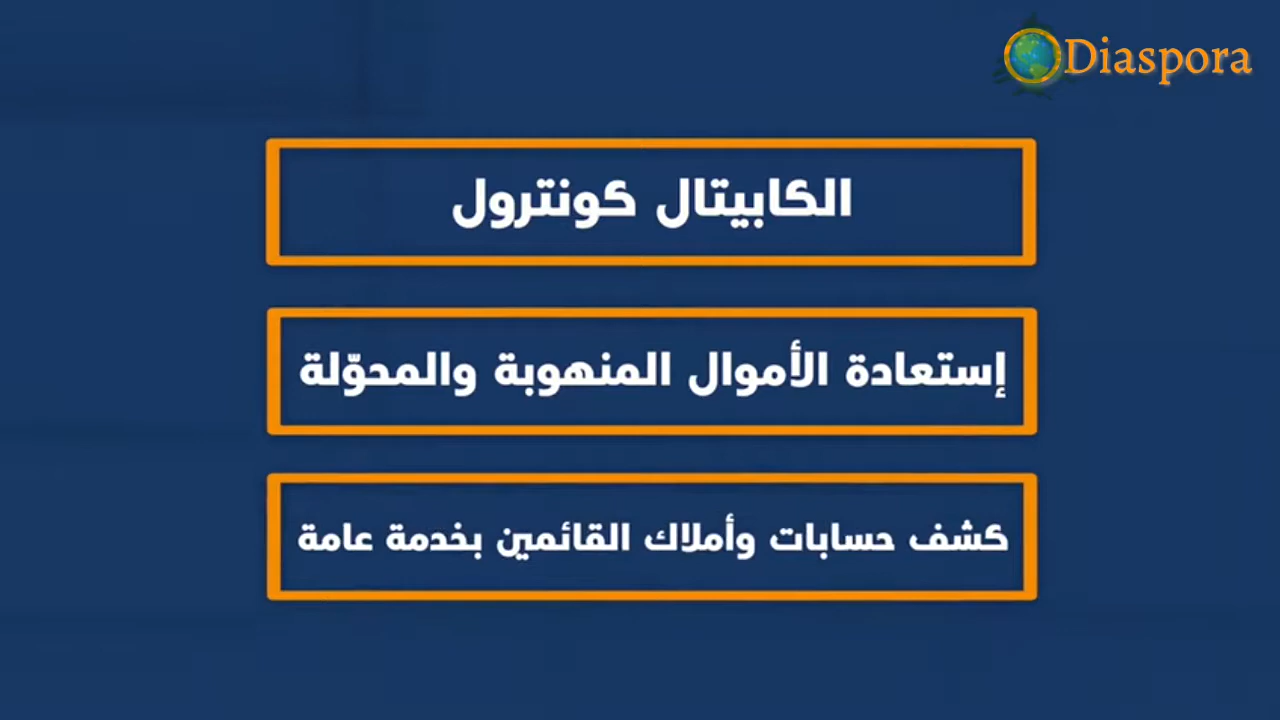 Diaspora
الكابيتال كونترول
إستعادة الأموال المنهوبة والمحوّلة
كشف حسابات وأملاك القائمين بخدمة عامة